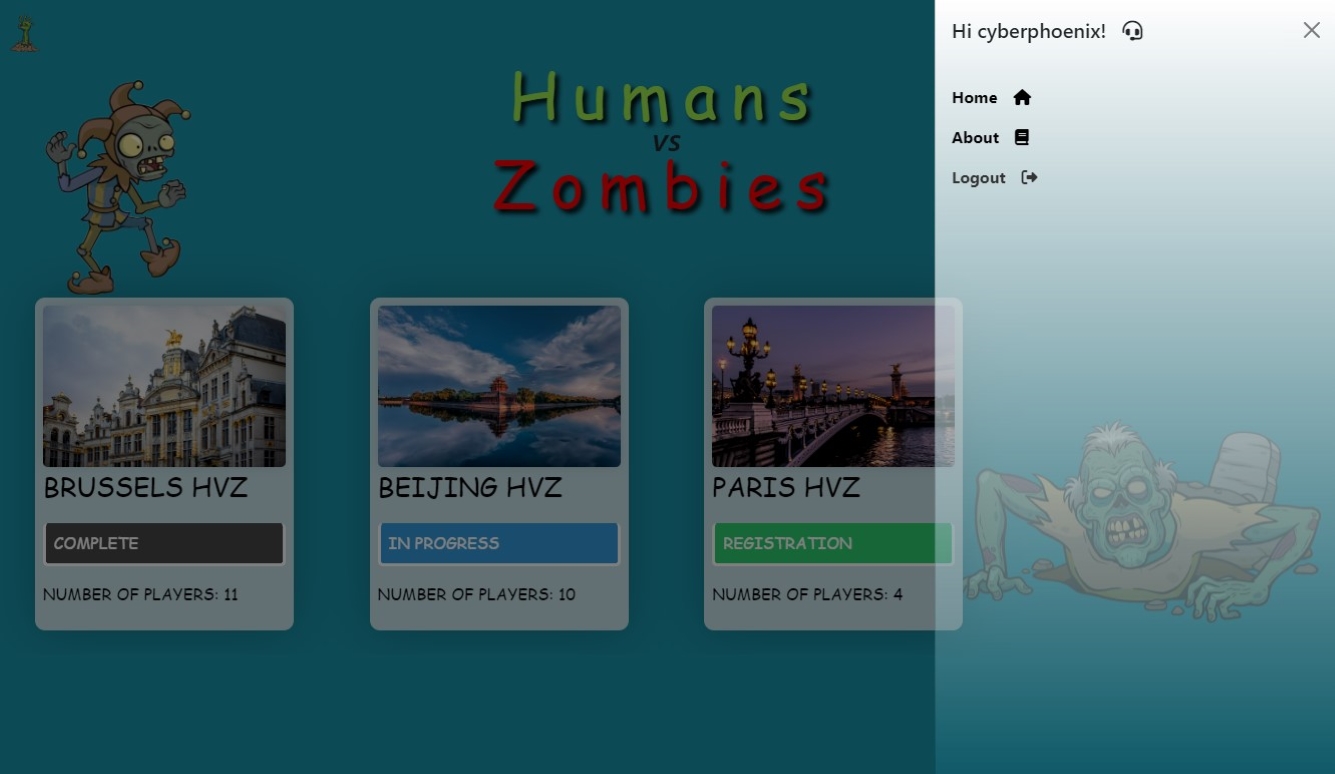 Hi cyberphoenix!
Home
About
Logout
Humans
VS
Zombies
BRUSSELS HVZ
COMPLETE
NUMBER OF PLAYERS: 11
BEIJING HVZ
IN PROGRESS
NUMBER OF PLAYERS: 10
PARIS HVZ
REGISTRATION
NUMBER OF PLAYERS: 4